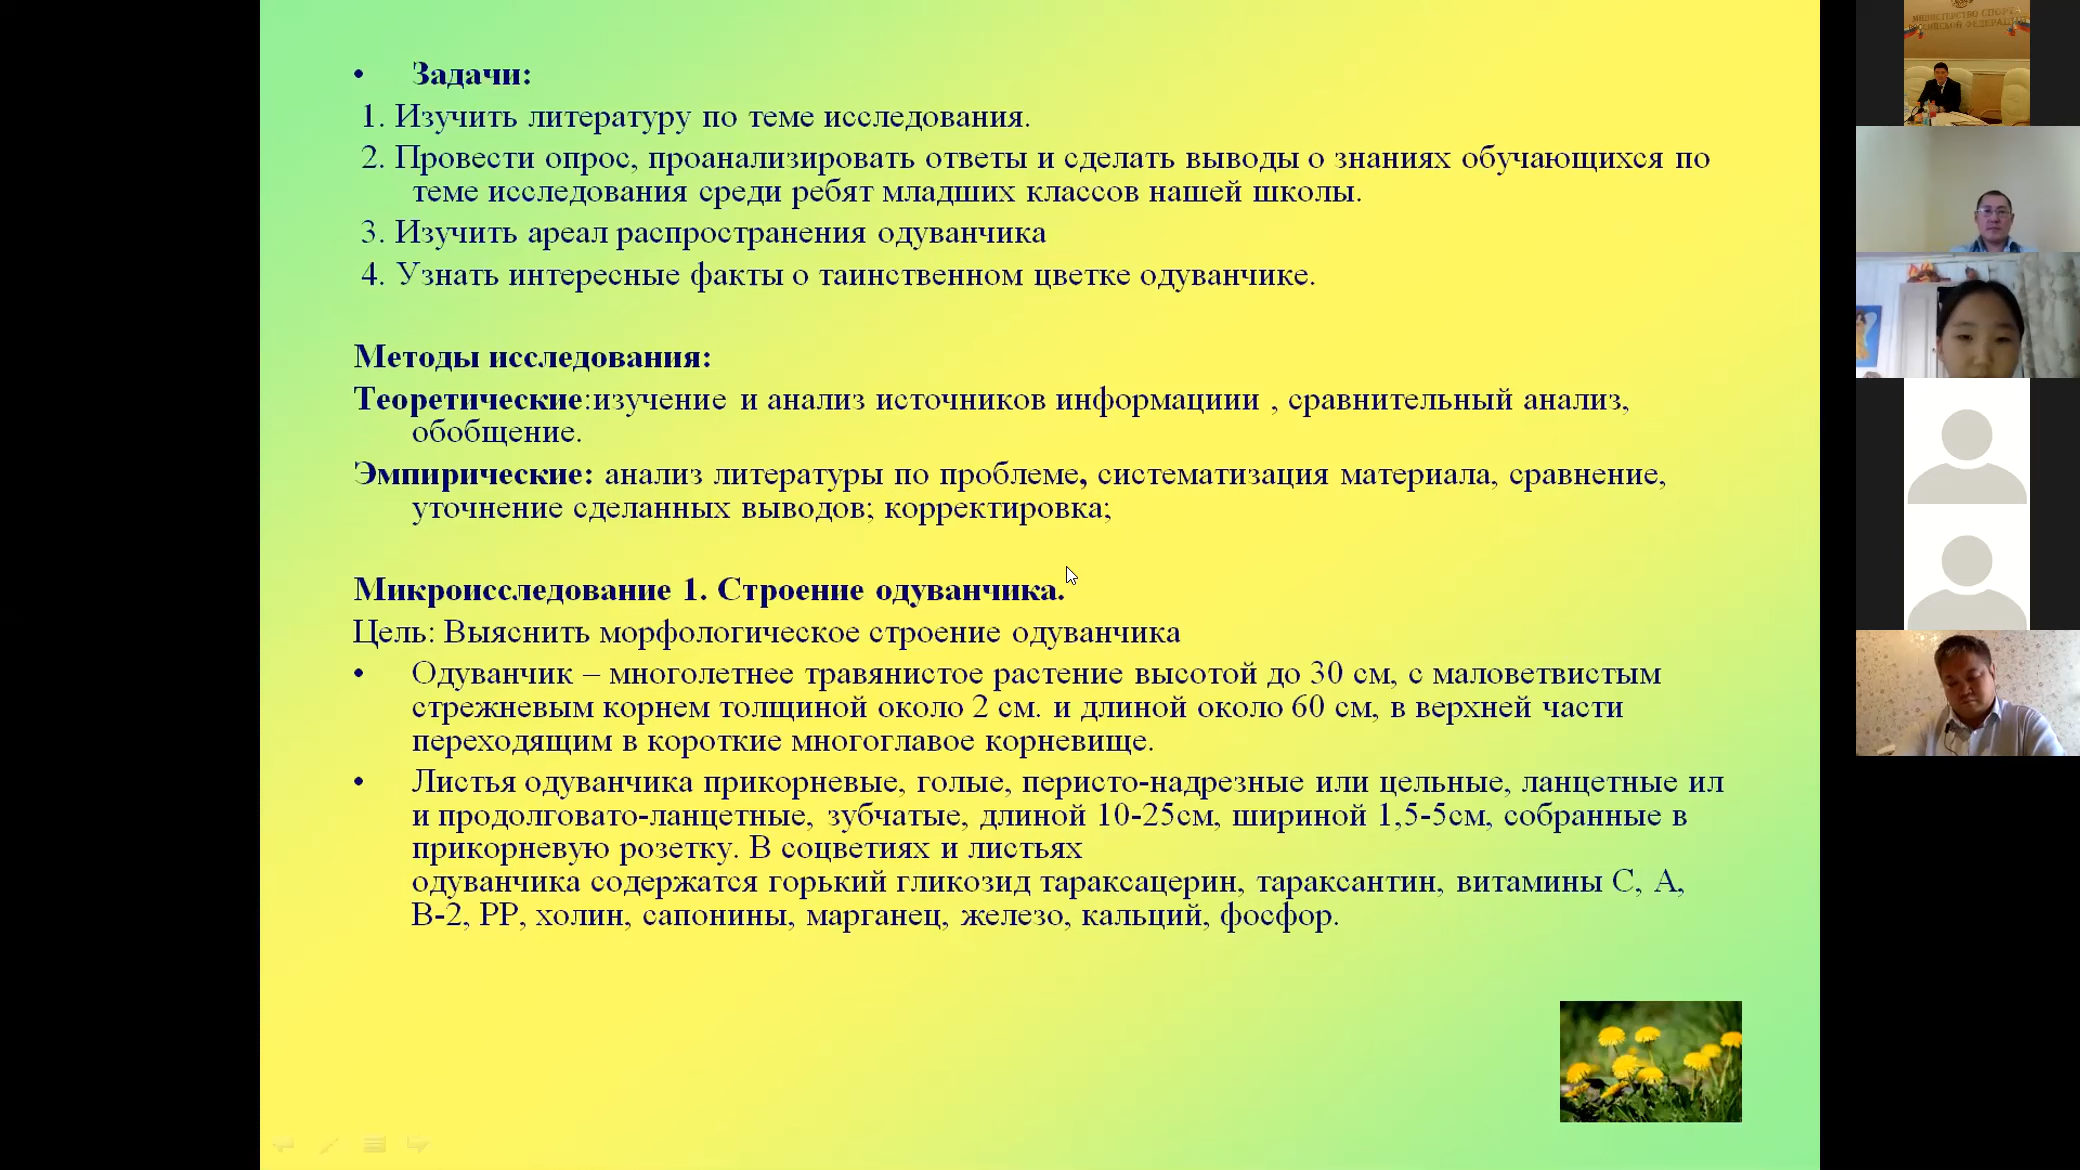 • Задачи:
1. Изучить литературу по теме исследования.
2. Провести опрос, проанализировать ответы и сделать выводы о знаниях обучающихся по
теме исследования среди ребят младших классов нашей школы.
3. Изучить ареал распространения одуванчика
4. Узнать интересные факты о таинственном цветке одуванчике.
Методы исследования:
Теоретические:изучение и анализ источников информациии , сравнительный анализ,
обобщение.
Эмпирические: анализ литературы по проблеме, систематизация материала, сравнение,
уточнение сделанных выводов; корректировка;
Микроисследование 1. Строение одуванчика.
Цель: Выяснить морфологическое строение одуванчика
• Одуванчик – многолетнее травянистое растение высотой до 30 см, с маловетвистым
стрежневым корнем толщиной около 2 см. и длиной около 60 см, в верхней части
переходящим в короткие многоглавое корневище.
• Листья одуванчика прикорневые, голые, перисто-надрезные или цельные, ланцетные ил
и продолговато-ланцетные, зубчатые, длиной 10-25см, шириной 1,5-5см, собранные в
прикорневую розетку. В соцветиях и листьях
одуванчика содержатся горький гликозид тараксацерин, тараксантин, витамины С, А,
В-2, РР, холин, сапонины, марганец, железо, кальций, фосфор.
МИНИСТЕРСТВО СПОРТ
РОССИЙСКОЙ ФЕДЕРАЦИИ